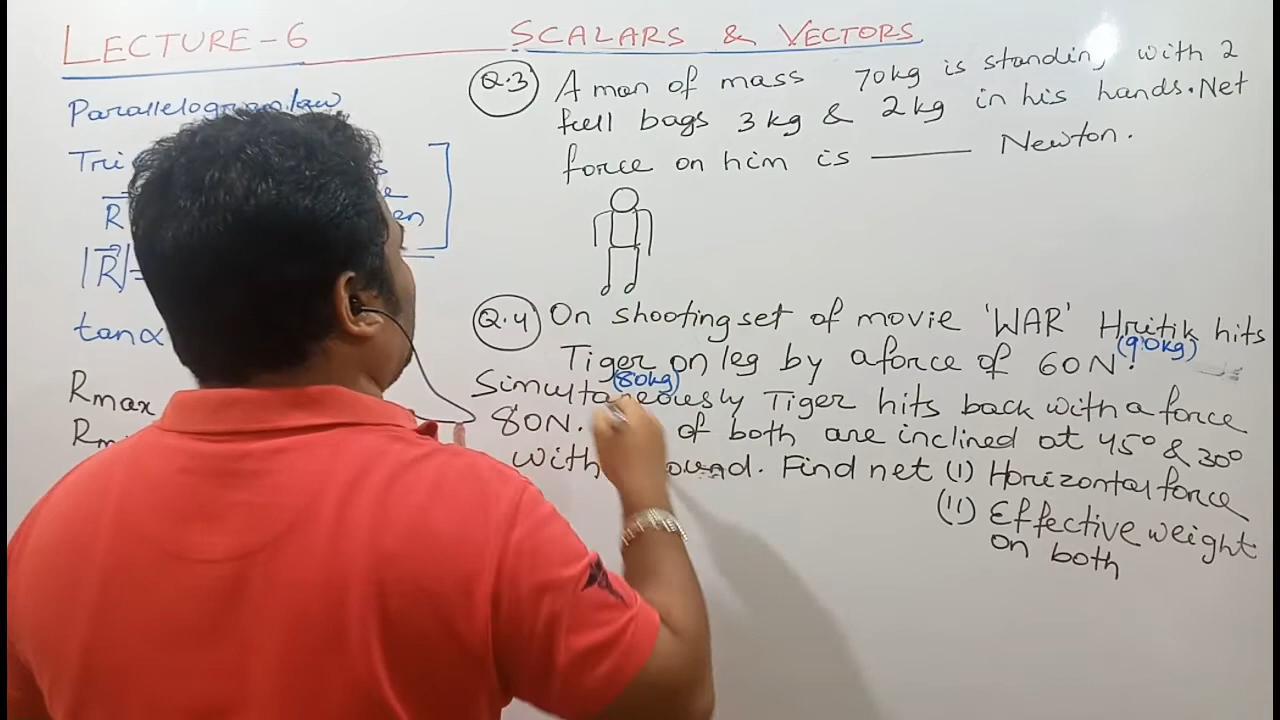 LECTURE-6
SCALARS & VECTORS
Parallelogram law
Tri
R
|R|=
tanα
Rmax
Q.3 A man of mass 70kg is standing with 2
full bags 3kg & 2kg in his hands. Net
force on him is ____ Newton.
Q.4 On shooting set of movie 'WAR' Hritik hits
(90kg)
Tiger on leg by a force of 60N.
(80kg)
Simultaneously Tiger hits back with a force
80N. of both are inclined at 45° & 30°
with ound. Find net (I) Horizontal force
(II) Effective weight
on both